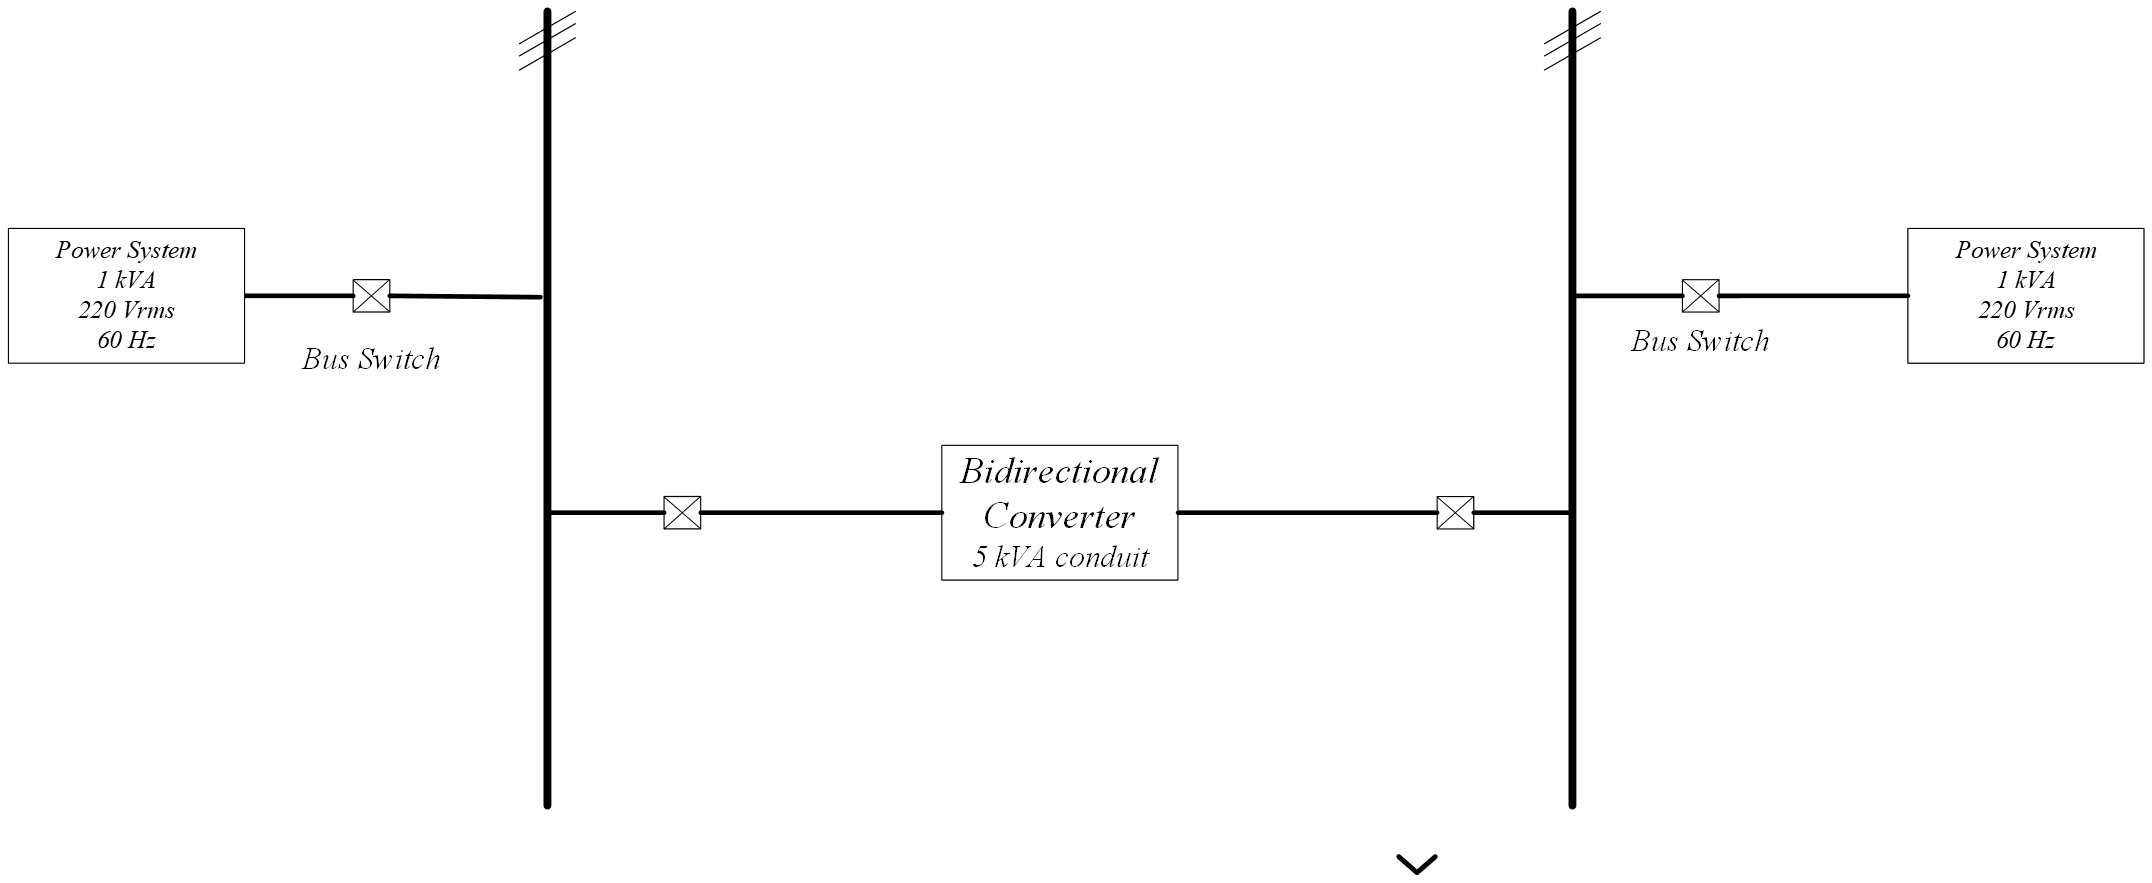 Power System
1 kVA
220 Vrms
60 Hz
Bus Switch
Bidirectional
Converter
5 kVA conduit
Power System
1 kVA
220 Vrms
60 Hz
Bus Switch